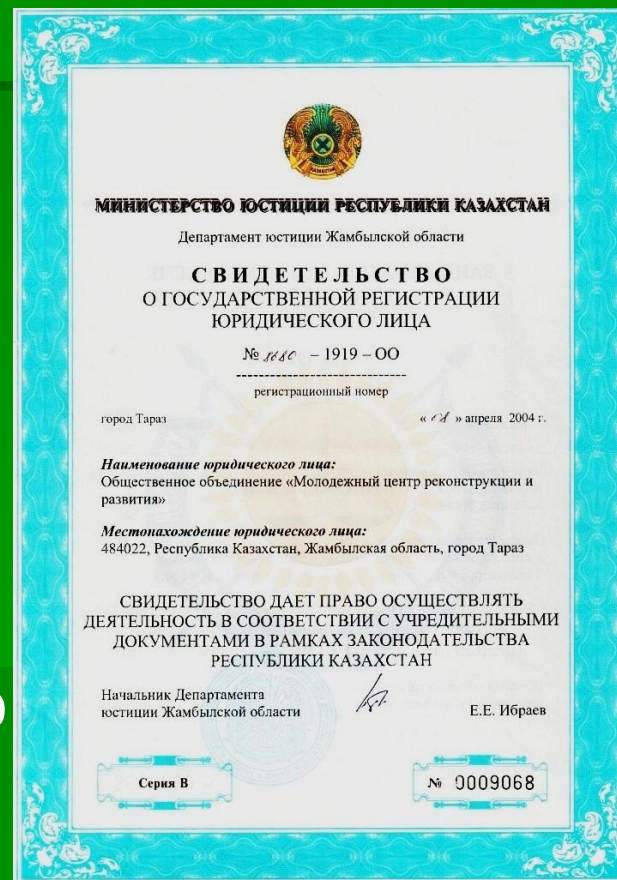 МИНИСТЕРСТВО ЮСТИЦИИ РЕСПУБЛИКИ КАЗАХСТАН
Департамент юстиции Жамбылской области
СВИДЕТЕЛЬСТВО
О ГОСУДАРСТВЕННОЙ РЕГИСТРАЦИИ
ЮРИДИЧЕСКОГО ЛИЦА
№ – 1919 – ОО
регистрационный номер
город Тараз « » апреля 2004 г.
Наименование юридического лица:
Общественное объединение «Молодежный центр реконструкции и
развития»
Местонахождение юридического лица:
484022, Республика Казахстан, Жамбылская область, город Тараз
СВИДЕТЕЛЬСТВО ДАЕТ ПРАВО ОСУЩЕСТВЛЯТЬ
ДЕЯТЕЛЬНОСТЬ В СООТВЕТСТВИИ С УЧРЕДИТЕЛЬНЫМИ
ДОКУМЕНТАМИ В РАМКАХ ЗАКОНОДАТЕЛЬСТВА
РЕСПУБЛИКИ КАЗАХСТАН
Начальник Департамента
юстиции Жамбылской области Е.Е. Ибраев
Серия В № 0009068